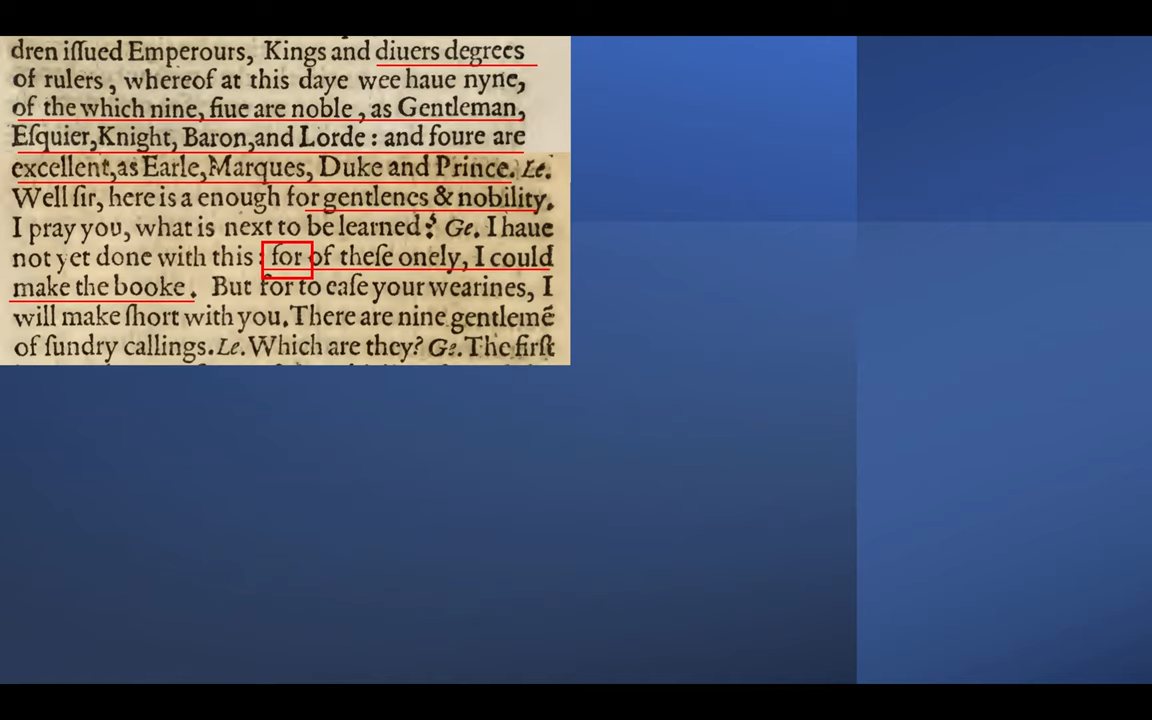 dren iſſued Emperours, Kings and diuers degrees
of rulers, whereof at this daye wee haue nyne,
of the which nine, fiue are noble, as Gentleman,
Eſquier, Knight, Baron, and Lorde: and foure are
excellent, as Earle, Marques, Duke and Prince. Le.
Well ſir, here is a enough for gentlenes & nobility.
I pray you, what is next to be learned? Ge. I haue
not yet done with this: for of theſe onely, I could
make the booke. But for to eaſe your wearines, I
will make ſhort with you. There are nine gentlemē
of ſundry callings. Le. Which are they? Ge. The firſt